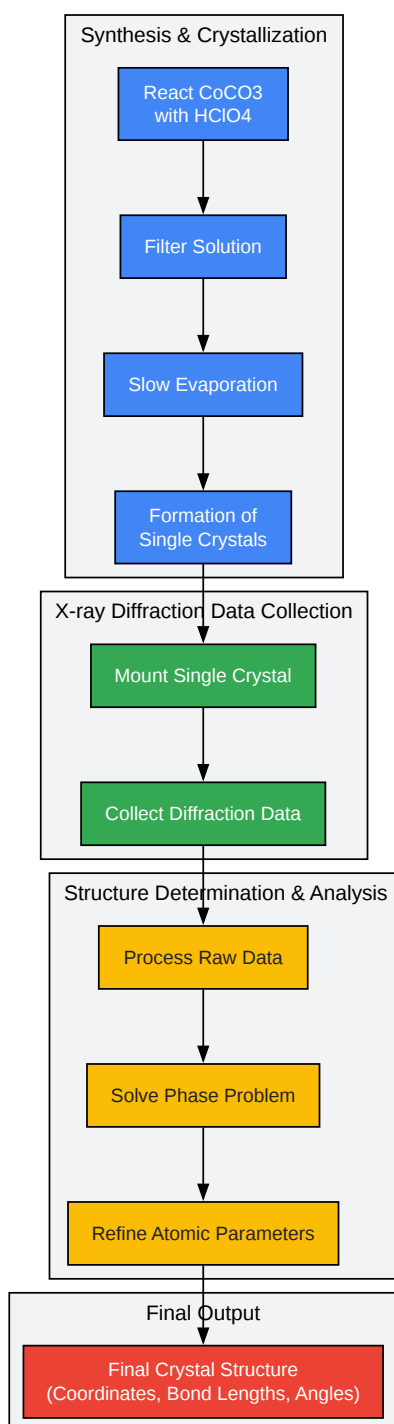 Synthesis & Crystallization
React CoCO3
with HClO4
Filter Solution
Slow Evaporation
Formation of
Single Crystals
X-ray Diffraction Data Collection
Mount Single Crystal
Collect Diffraction Data
Structure Determination & Analysis
Process Raw Data
Solve Phase Problem
Refine Atomic Parameters
Final Output
Final Crystal Structure
(Coordinates, Bond Lengths, Angles)